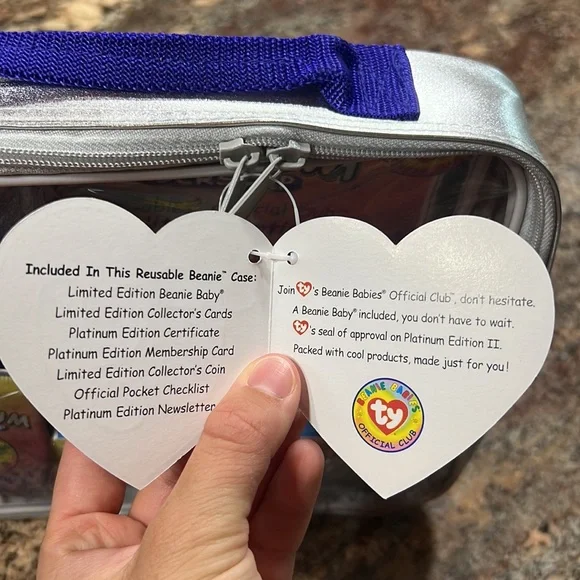 Included In This Reusable Beanie™ Case:
Limited Edition Beanie Baby®
Limited Edition Collector's Cards
Platinum Edition Certificate
Platinum Edition Membership Card
Limited Edition Collector's Coin
Official Pocket Checklist
Platinum Edition Newsletter
Join ty's Beanie Babies® Official Club™, don't hesitate.
A Beanie Baby® included, you don't have to wait.
ty's seal of approval on Platinum Edition II.
Packed with cool products, made just for you!
BEANIE BABIES
ty
OFFICIAL CLUB